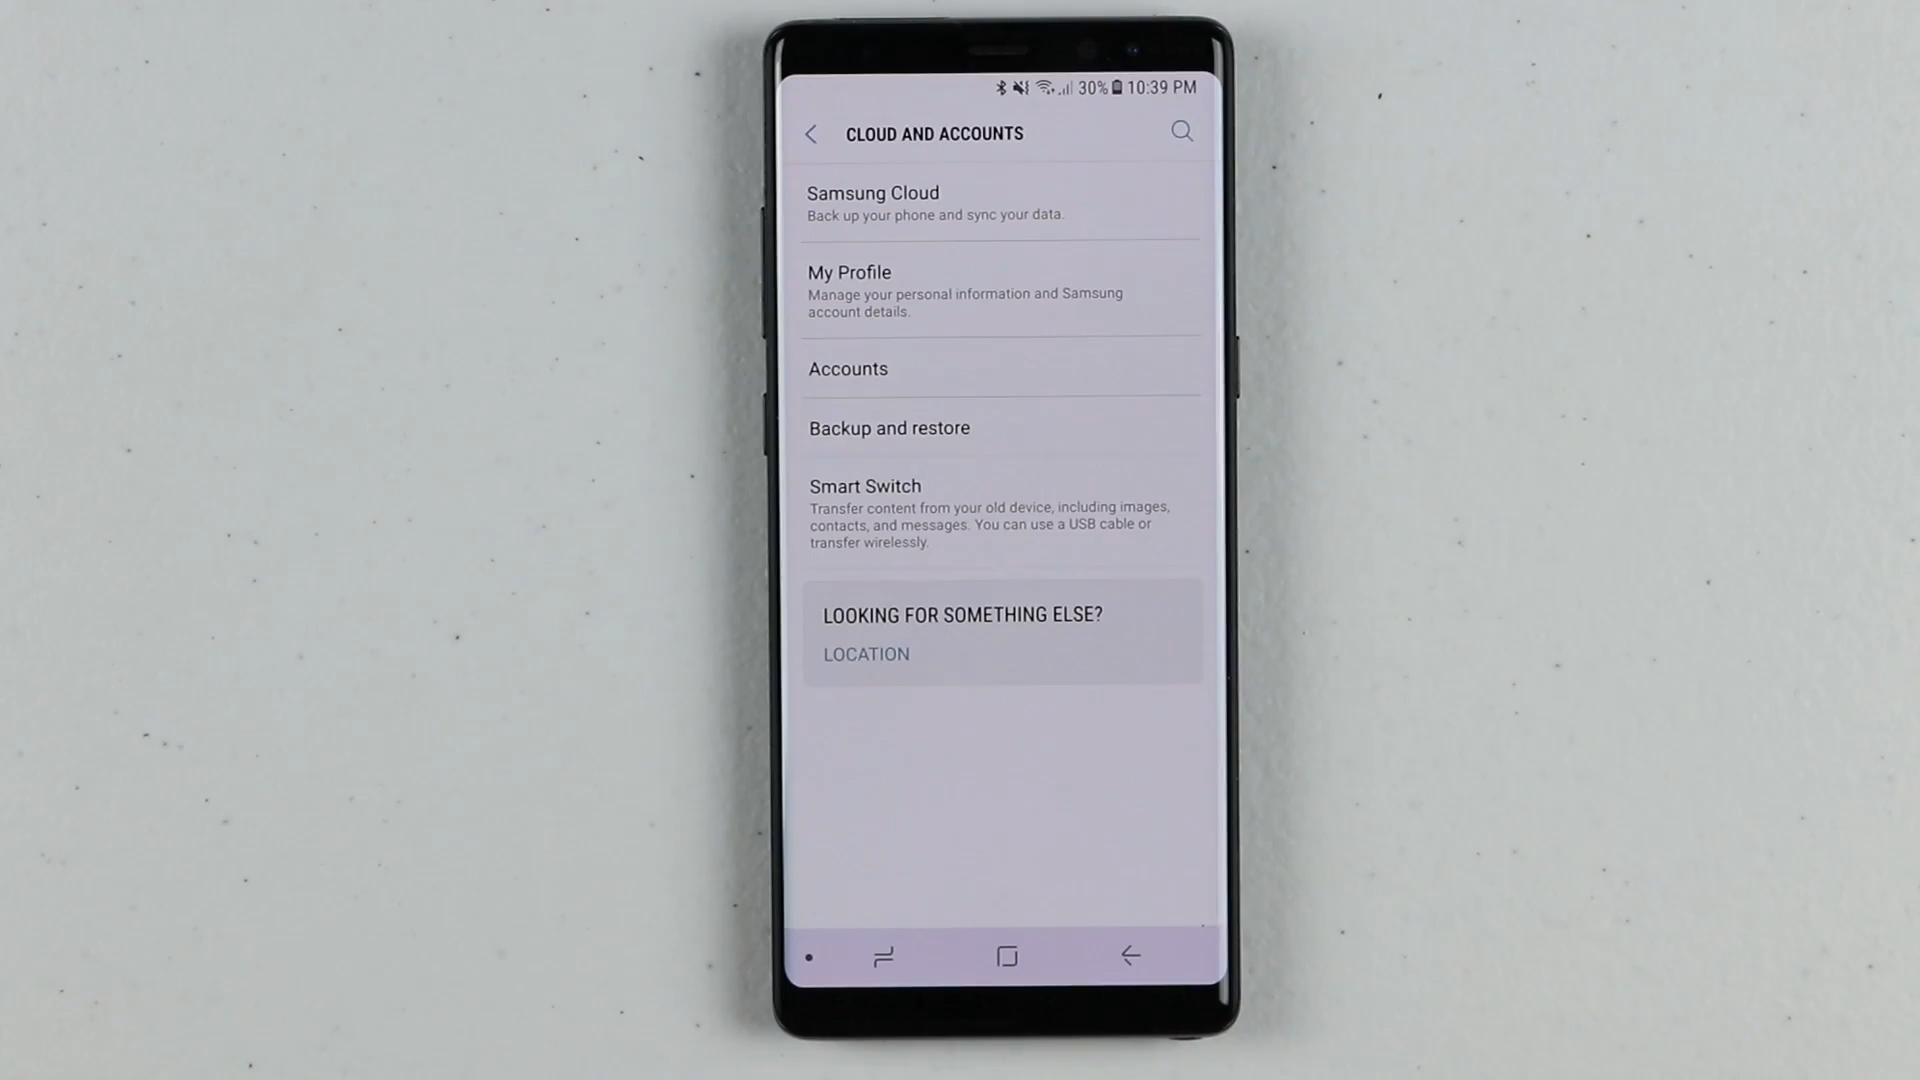 30% 10:39 PM
CLOUD AND ACCOUNTS
Samsung Cloud
Back up your phone and sync your data.
My Profile
Manage your personal information and Samsung
account details.
Accounts
Backup and restore
Smart Switch
Transfer content from your old device, including images,
contacts, and messages. You can use a USB cable or
transfer wirelessly.
LOOKING FOR SOMETHING ELSE?
LOCATION